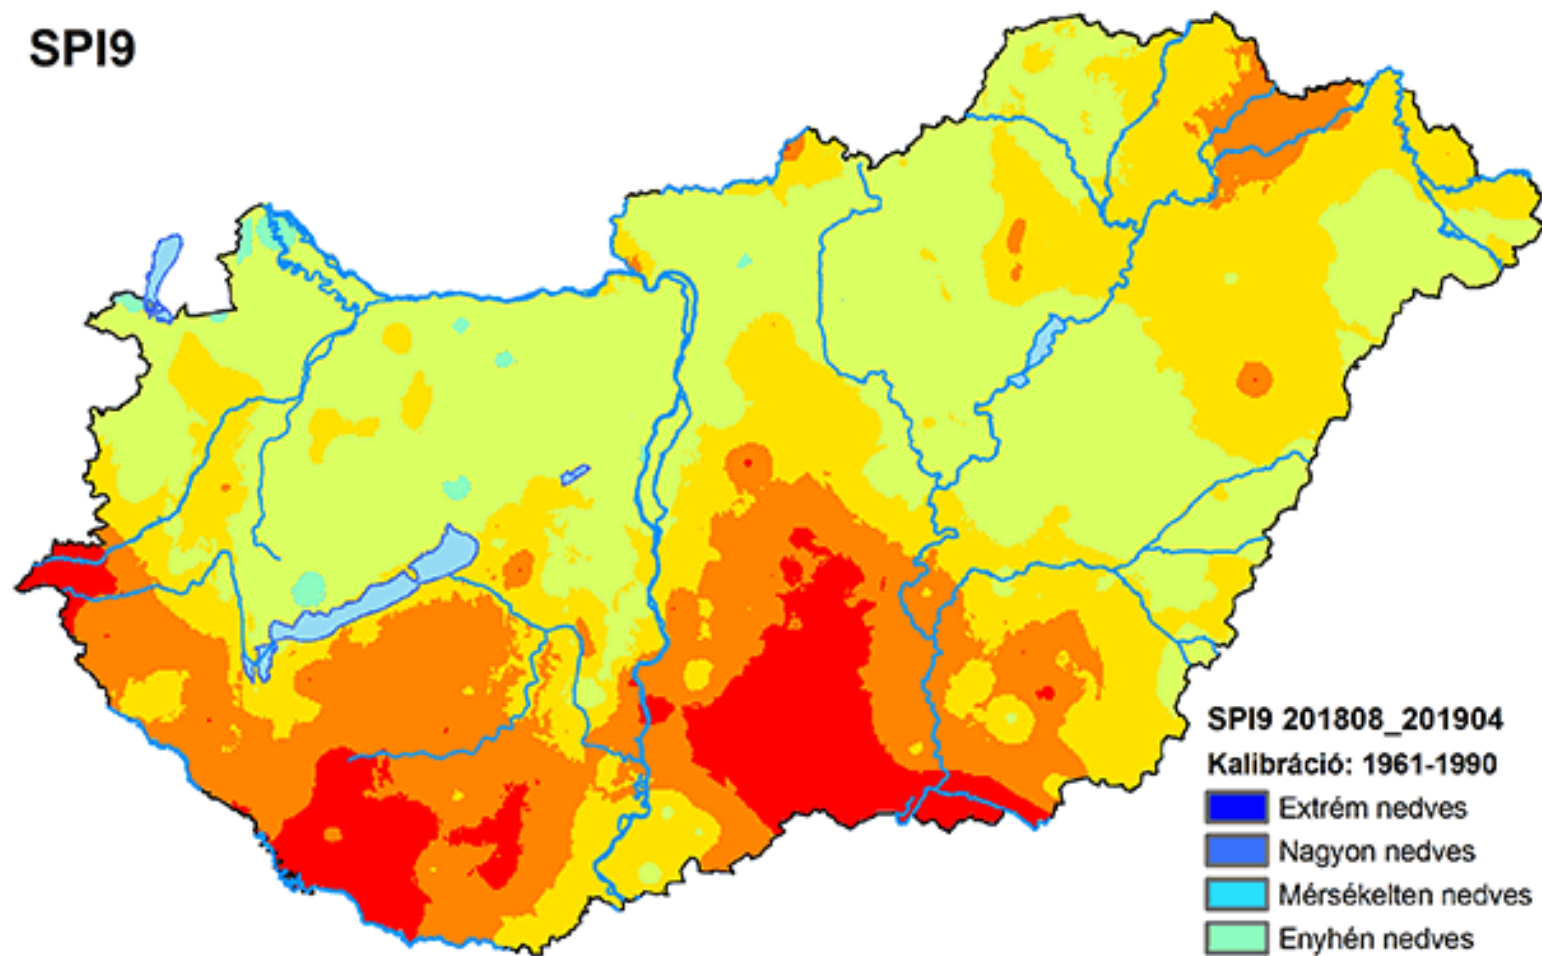 SPI9
SPI9 201808_201904
Kalibráció: 1961-1990
Extrém nedves
Nagyon nedves
Mérsékelten nedves
Enyhén nedves